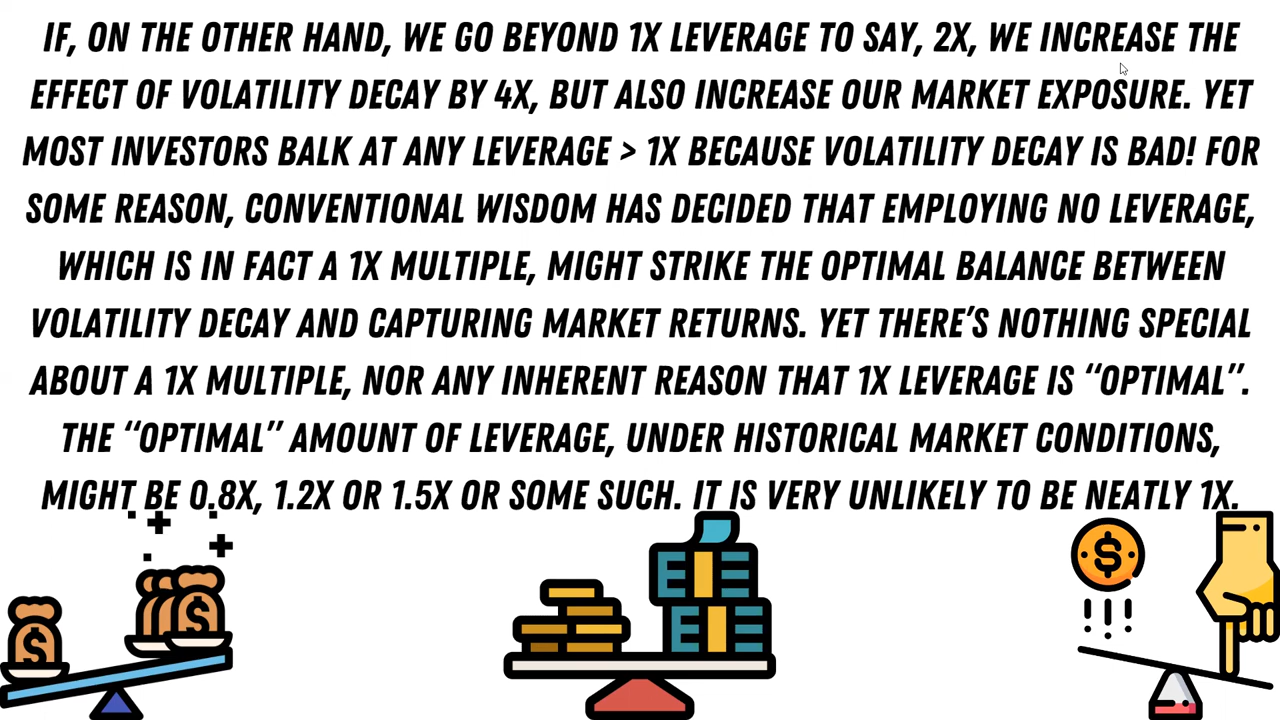 IF, ON THE OTHER HAND, WE GO BEYOND 1X LEVERAGE TO SAY, 2X, WE INCREASE THE
EFFECT OF VOLATILITY DECAY BY 4X, BUT ALSO INCREASE OUR MARKET EXPOSURE. YET
MOST INVESTORS BALK AT ANY LEVERAGE > 1X BECAUSE VOLATILITY DECAY IS BAD! FOR
SOME REASON, CONVENTIONAL WISDOM HAS DECIDED THAT EMPLOYING NO LEVERAGE,
WHICH IS IN FACT A 1X MULTIPLE, MIGHT STRIKE THE OPTIMAL BALANCE BETWEEN
VOLATILITY DECAY AND CAPTURING MARKET RETURNS. YET THERE’S NOTHING SPECIAL
ABOUT A 1X MULTIPLE, NOR ANY INHERENT REASON THAT 1X LEVERAGE IS “OPTIMAL”.
THE “OPTIMAL” AMOUNT OF LEVERAGE, UNDER HISTORICAL MARKET CONDITIONS,
MIGHT BE 0.8X, 1.2X OR 1.5X OR SOME SUCH. IT IS VERY UNLIKELY TO BE NEATLY 1X.